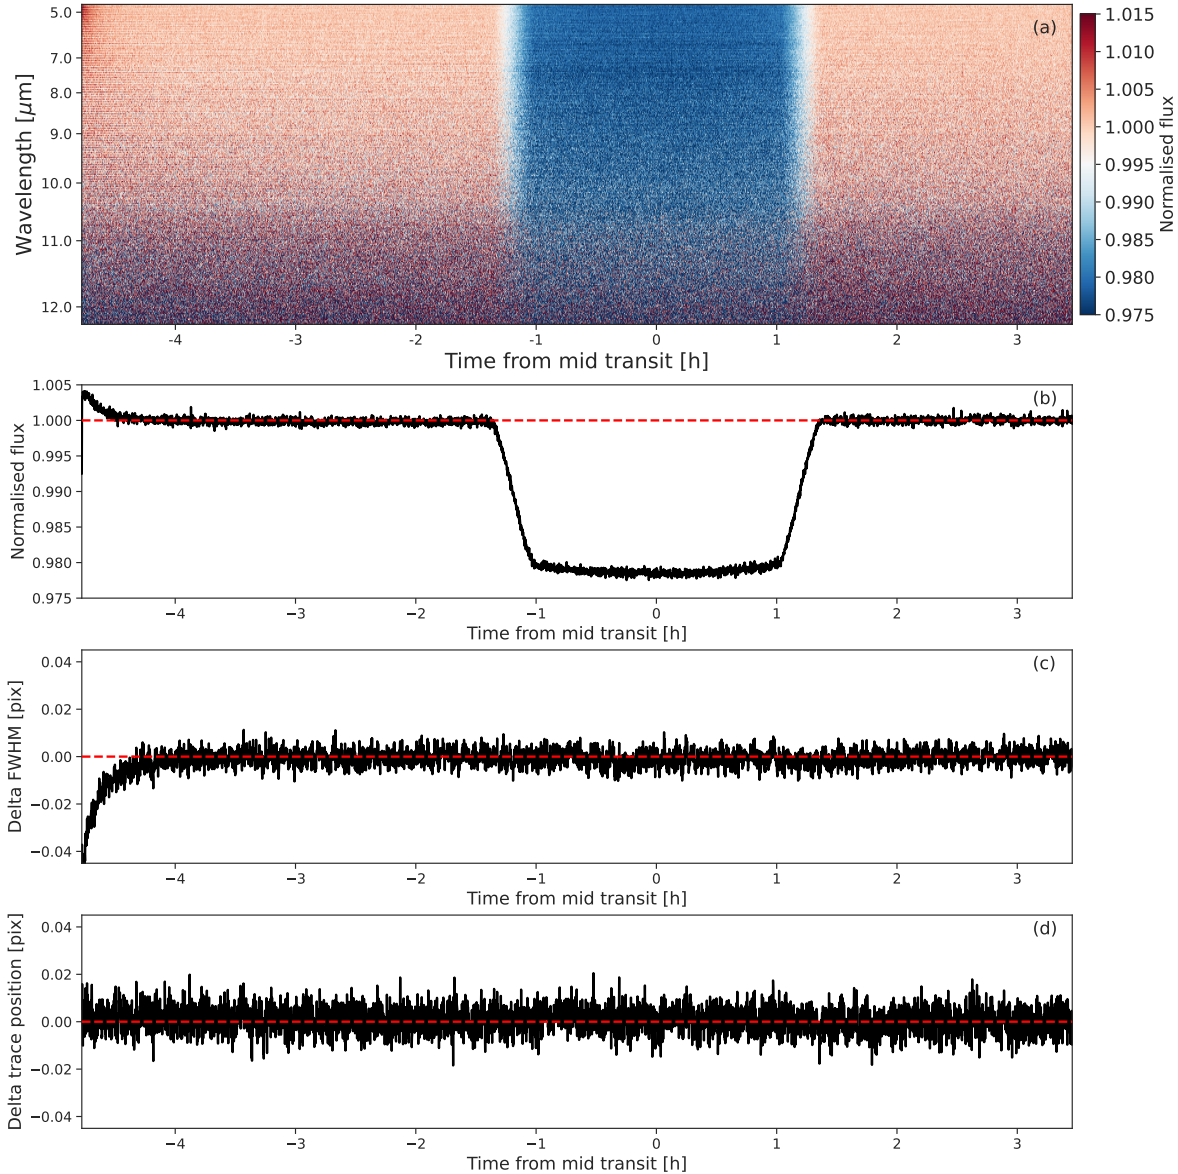 (a)
5.0
7.0
8.0
9.0
10.0
11.0
12.0
Wavelength [μm]
-4 -3 -2 -1 0 1 2 3
Time from mid transit [h]
1.015
1.010
1.005
1.000
0.995
0.990
0.985
0.980
0.975
Normalised flux
(b)
1.005
1.000
0.995
0.990
0.985
0.980
0.975
Normalised flux
−4 −3 −2 −1 0 1 2 3
Time from mid transit [h]
(c)
0.04
0.02
0.00
−0.02
−0.04
Delta FWHM [pix]
−4 −3 −2 −1 0 1 2 3
Time from mid transit [h]
(d)
0.04
0.02
0.00
−0.02
−0.04
Delta trace position [pix]
−4 −3 −2 −1 0 1 2 3
Time from mid transit [h]